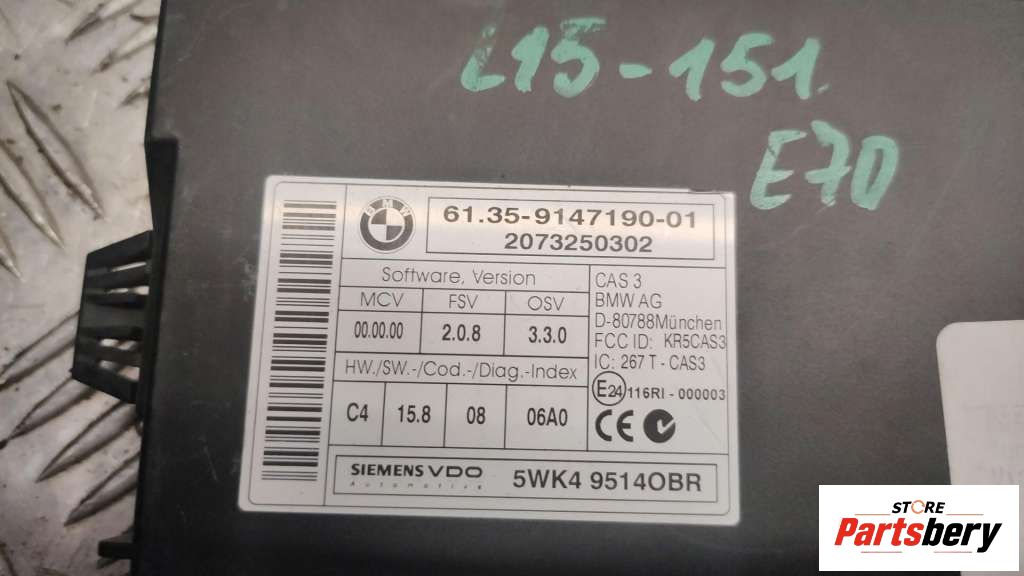 L15-151.
E70
BMW
61.35-9147190-01
2073250302
Software, Version
MCV FSV OSV
00.00.00 2.0.8 3.3.0
HW./SW.-/Cod.-/Diag.-Index
C4 15.8 08 06A0
CAS 3
BMW AG
D-80788München
FCC ID: KR5CAS3
IC: 267 T - CAS3
E24 116RI - 000003
CE
SIEMENS VDO
Automotive
5WK4 9514OBR
STORE
Partsbery